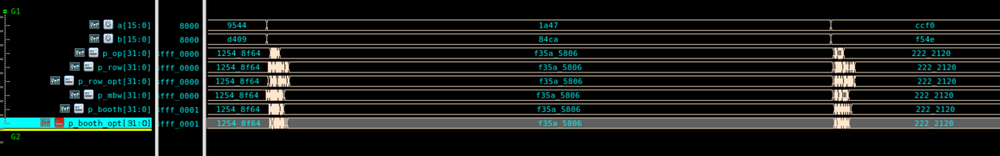 G1
a[15:0] 8000 9544 1a47 ccf0
b[15:0] 8000 d409 84ca f54e
p_op[31:0] fff_0000 1254_8f64 f35a_5806 222_2120
p_row[31:0] fff_0000 1254_8f64 f35a_5806 222_2120
p_row_opt[31:0] fff_0000 1254_8f64 f35a_5806 222_2120
p_mbw[31:0] fff_0000 1254_8f64 f35a_5806 222_2120
p_booth[31:0] fff_0001 1254_8f64 f35a_5806 222_2120
p_booth_opt[31:0] fff_0001 1254_8f64 f35a_5806 222_2120
G2